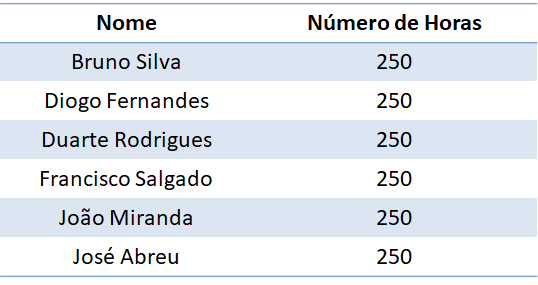 Nome Número de Horas
Bruno Silva 250
Diogo Fernandes 250
Duarte Rodrigues 250
Francisco Salgado 250
João Miranda 250
José Abreu 250